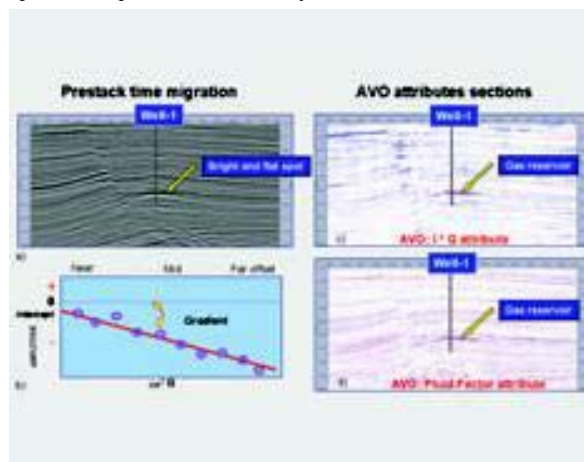 Prestack time migration
Well-1
Bright and flat spot
a)
Near Mid Far offset
+
0
Intercept
-
Gradient
b)
AVO attributes sections
Well-1
Gas reservoir
c)
AVO: I * G attribute
Well-1
Gas reservoir
AVO: Fluid-Factor attribute